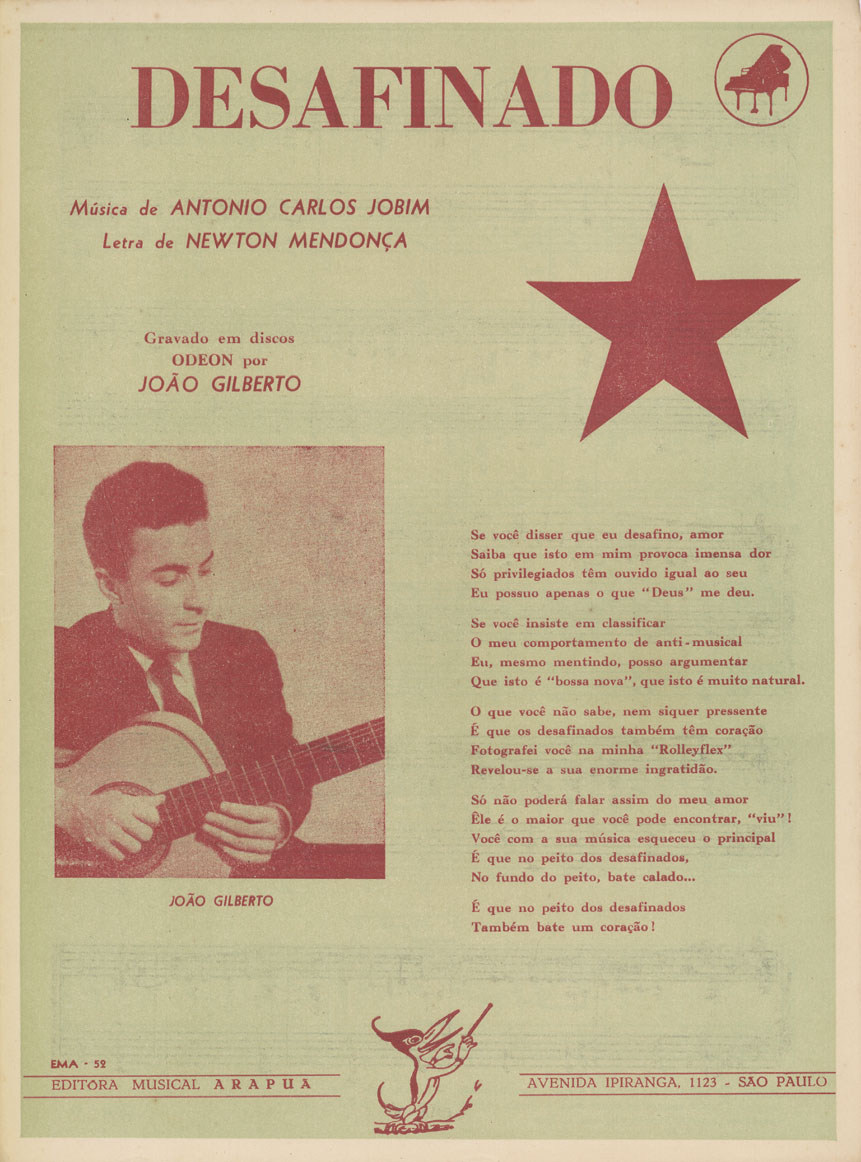 DESAFINADO
Música de ANTONIO CARLOS JOBIM
Letra de NEWTON MENDONÇA
Gravado em discos
ODEON por
JOÃO GILBERTO
JOÃO GILBERTO
Se você disser que eu desafino, amor
Saiba que isto em mim provoca imensa dor
Só privilegiados têm ouvido igual ao seu
Eu possuo apenas o que "Deus" me deu.
Se você insiste em classificar
O meu comportamento de anti-musical
Eu, mesmo mentindo, posso argumentar
Que isto é "bossa nova", que isto é muito natural.
O que você não sabe, nem siquer pressente
É que os desafinados também têm coração
Fotografei você na minha "Rolleyflex"
Revelou-se a sua enorme ingratidão.
Só não poderá falar assim do meu amor
Êle é o maior que você pode encontrar, "viu"!
Você com a sua música esqueceu o principal
É que no peito dos desafinados,
No fundo do peito, bate calado...
É que no peito dos desafinados
Também bate um coração!
EMA - 52
EDITÔRA MUSICAL ARAPUA
AVENIDA IPIRANGA, 1123 - SÃO PAULO